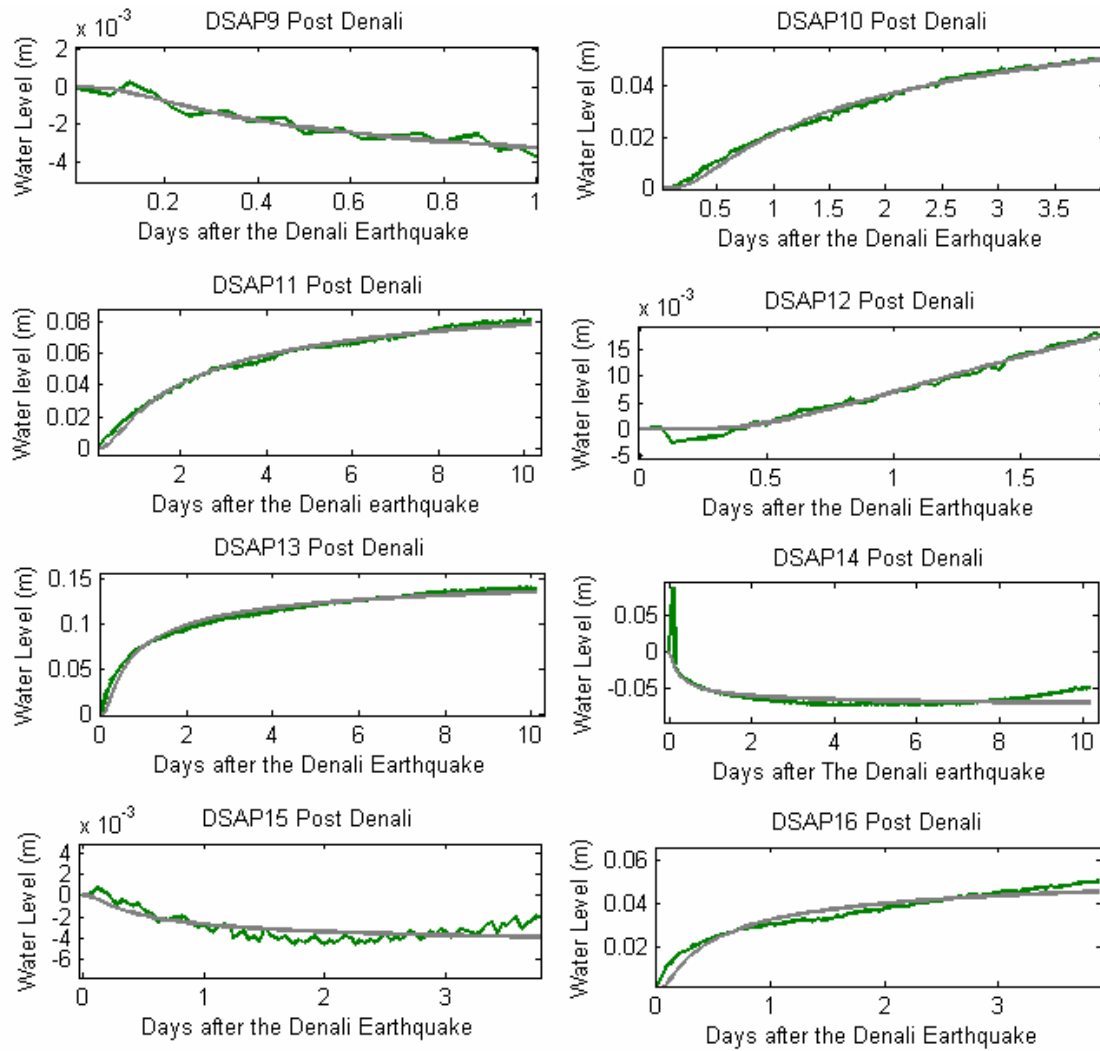 DSAP9 Post Denali
x 10-3
2
0
-2
-4
Water Level (m)
0.2
0.4
0.6
0.8
1
Days after the Denali Earthquake
DSAP10 Post Denali
0.04
0.02
0
Water Level (m)
0.5
1
1.5
2
2.5
3
3.5
Days after the Denali Earhquake
DSAP11 Post Denali
0.08
0.06
0.04
0.02
0
Water level (m)
2
4
6
8
10
Days after the Denali earthquake
DSAP12 Post Denali
x 10-3
15
10
5
0
-5
Water level (m)
0
0.5
1
1.5
Days after the Denali Earthquake
DSAP13 Post Denali
0.15
0.1
0.05
0
Water Level (m)
0
2
4
6
8
10
Days after the Denali Earthquake
DSAP14 Post Denali
0.05
0
-0.05
Water Level (m)
0
2
4
6
8
10
Days after The Denali earthquake
DSAP15 Post Denali
x 10-3
4
2
0
-2
-4
-6
Water Level (m)
0
1
2
3
Days after the Denali Earthquake
DSAP16 Post Denali
0.06
0.04
0.02
Water Level (m)
0
1
2
3
Days after the Denali Earthquake